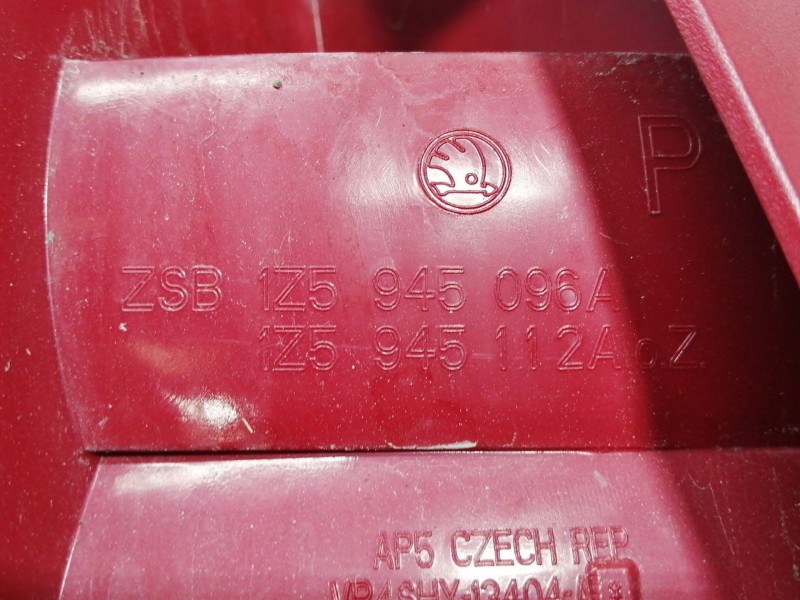 P
ZSB 1Z5 945 096A
1Z5 945 112A o.Z.
AP5 CZECH REP